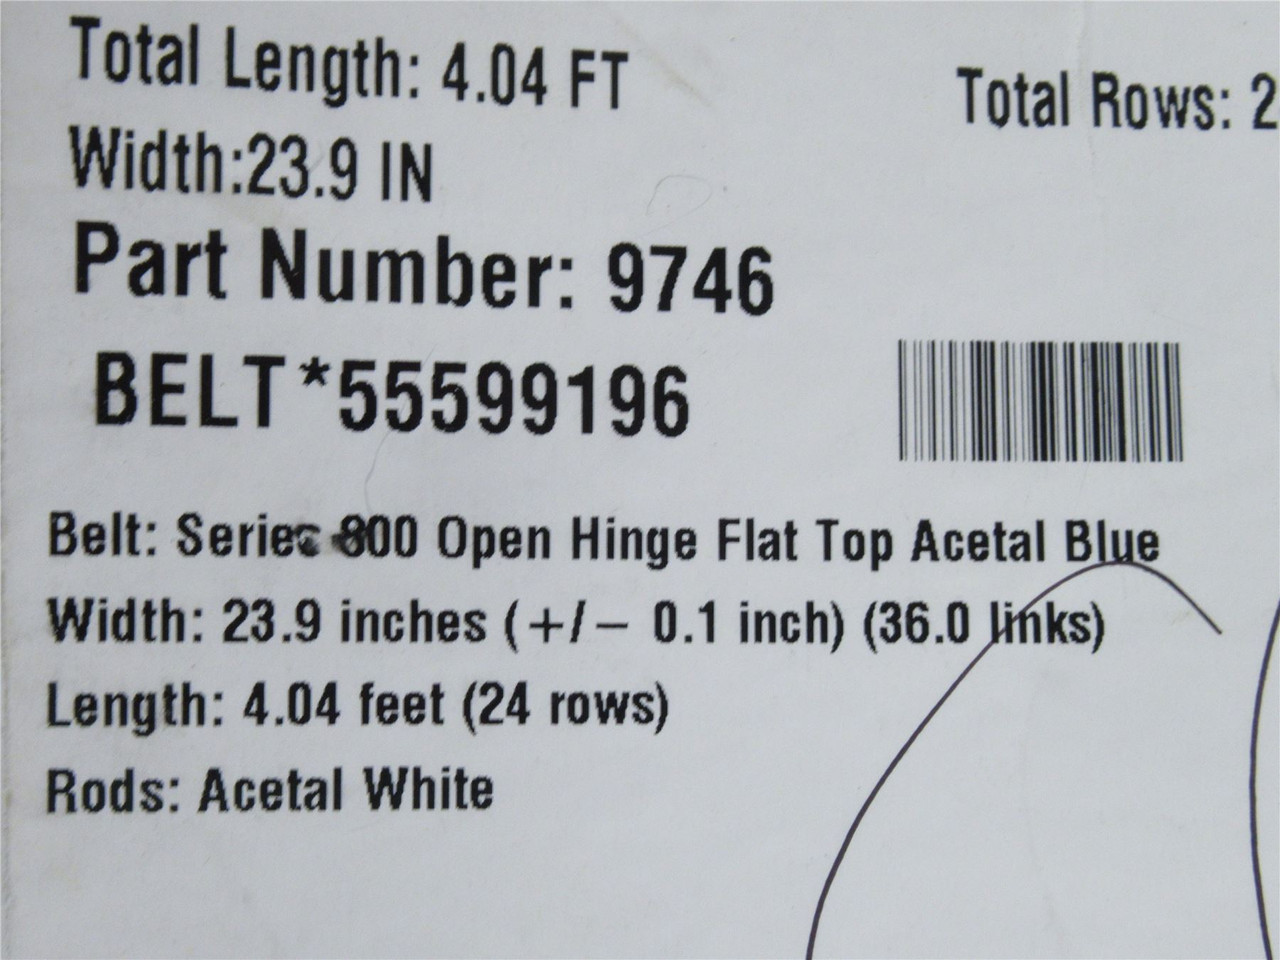 Total Length: 4.04 FT
Total Rows: 2
Width:23.9 IN
Part Number: 9746
BELT*55599196
Belt: Series 800 Open Hinge Flat Top Acetal Blue
Width: 23.9 inches (+/− 0.1 inch) (36.0 links)
Length: 4.04 feet (24 rows)
Rods: Acetal White